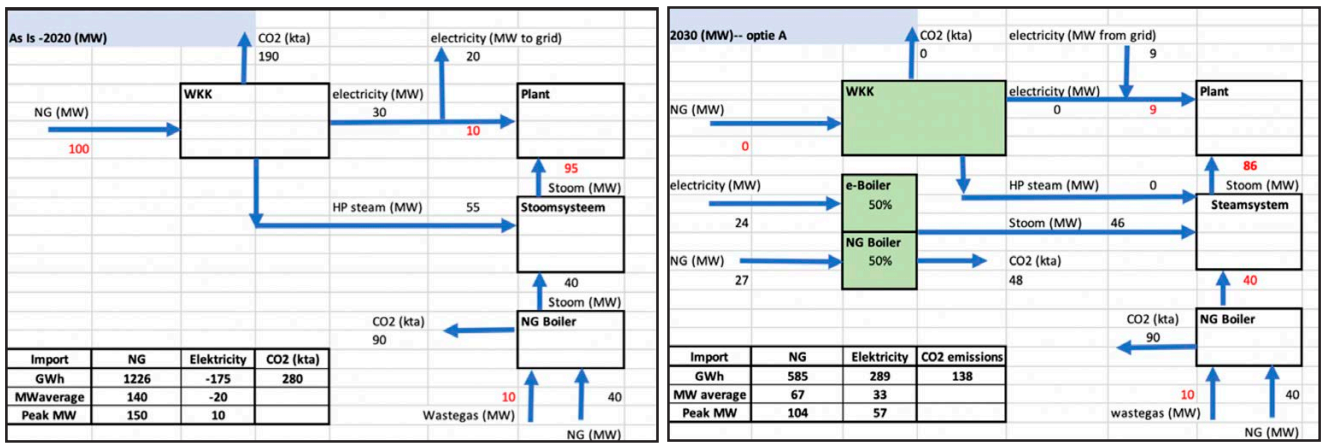 As Is -2020 (MW)
CO2 (kta)
190
electricity (MW to grid)
20
WKK
Plant
NG (MW)
electricity (MW)
30
10
100
95
Stoom (MW)
HP steam (MW) 55
Stoomsysteem
40
Stoom (MW)
CO2 (kta)
90
NG Boiler
Import NG Elektricity CO2 (kta)
GWh 1226 -175 280
MWaverage 140 -20
Peak MW 150 10
10
40
Wastegas (MW)
NG (MW)
2030 (MW)-- optie A
CO2 (kta)
0
electricity (MW from grid)
9
WKK
Plant
NG (MW)
electricity (MW)
0
9
0
86
electricity (MW)
e-Boiler
HP steam (MW) 0
Stoom (MW)
50%
Steamsystem
24
Stoom (MW) 46
NG Boiler
NG (MW)
50%
CO2 (kta)
27
48
40
CO2 (kta)
90
NG Boiler
Import NG Elektricity CO2 emissions
GWh 585 289 138
MW average 67 33
Peak MW 104 57
10
40
wastegas (MW)
NG (MW)